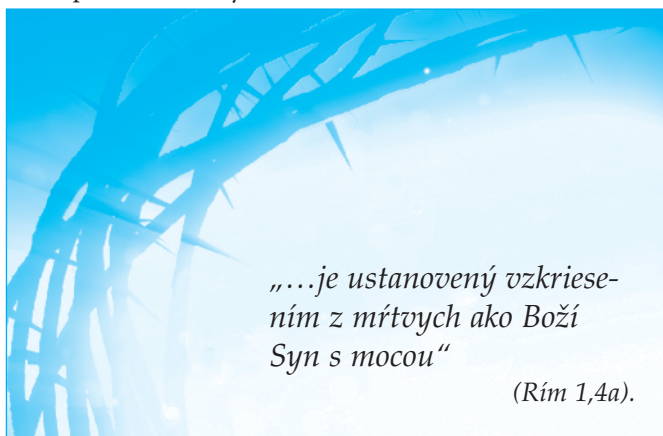 „…je ustanovený vzkriese-
ním z mŕtvych ako Boží
Syn s mocou“
(Rím 1,4a).